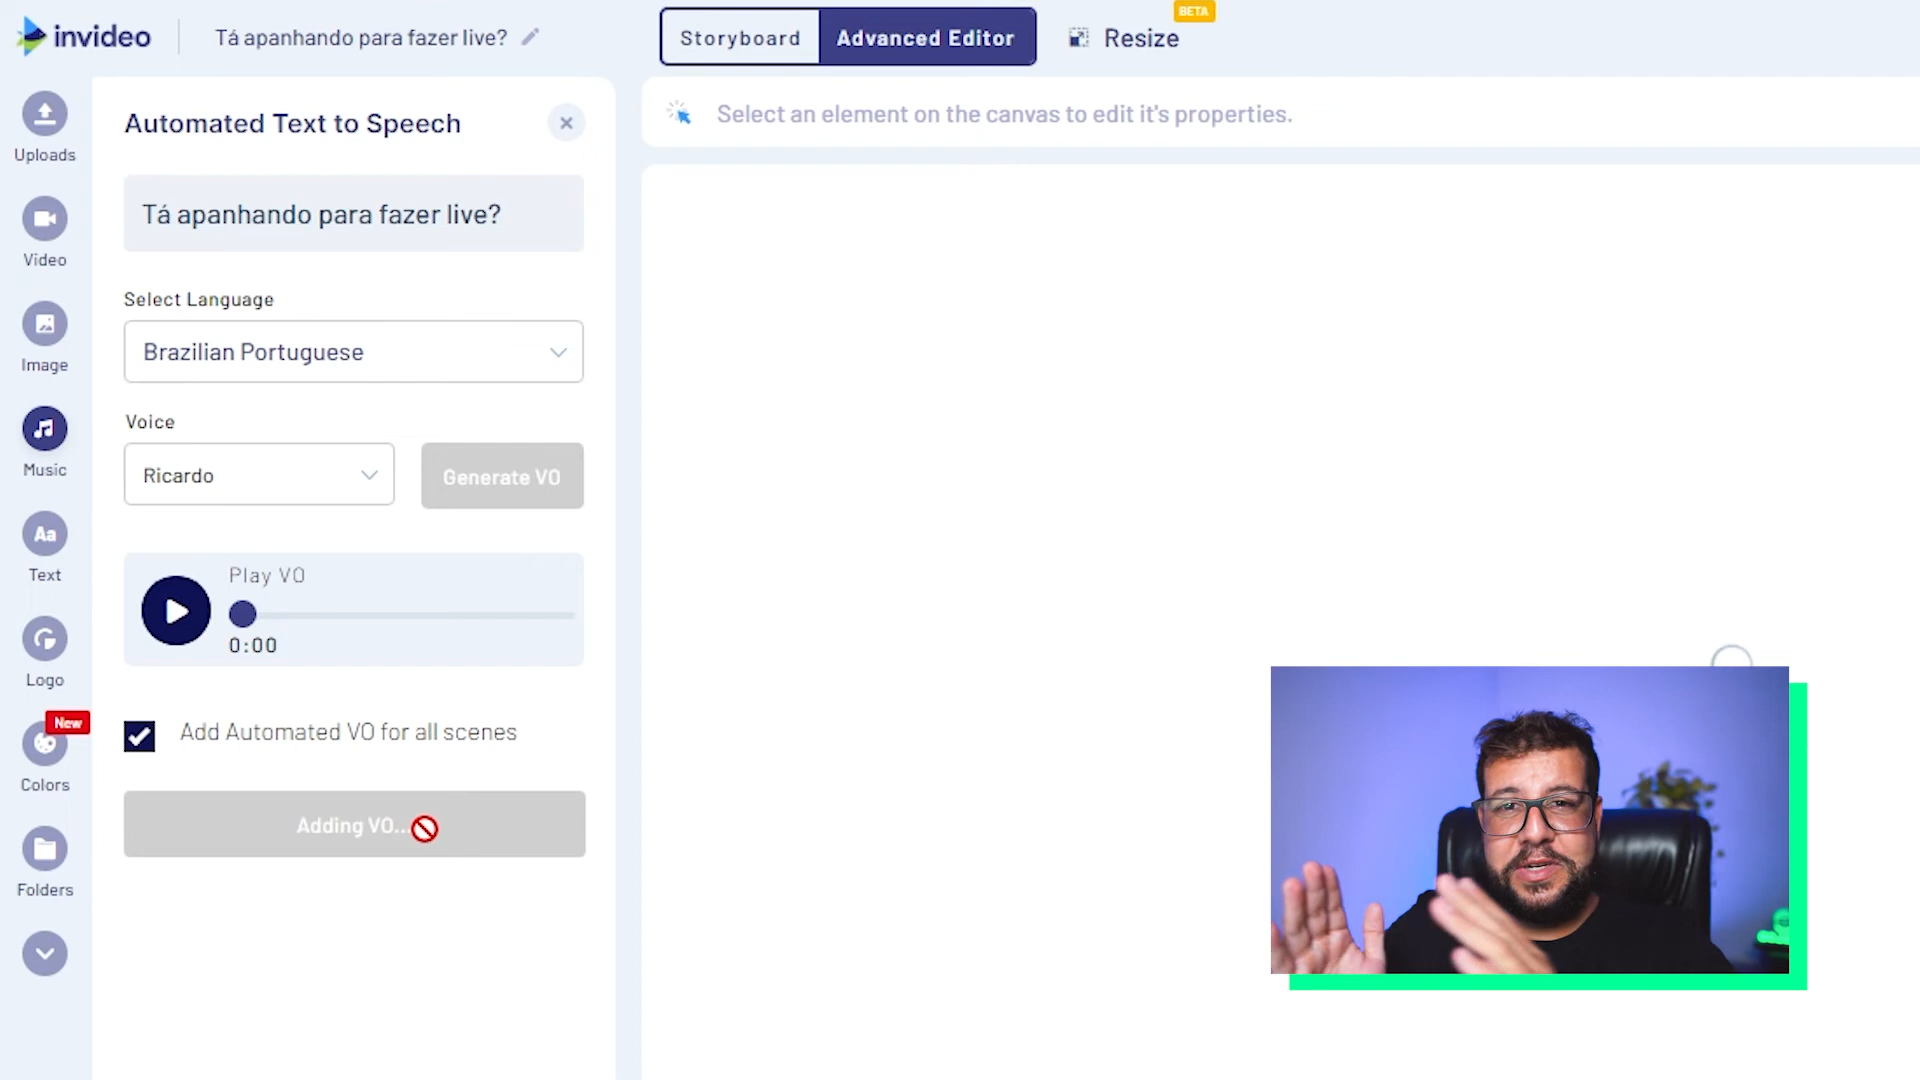 invideo
Tá apanhando para fazer live?
Storyboard
Advanced Editor
Resize
BETA
Uploads
Video
Image
Music
Aa
Text
Logo
New
Colors
Folders
Automated Text to Speech
Tá apanhando para fazer live?
Select Language
Brazilian Portuguese
Voice
Ricardo
Generate VO
Play VO
0:00
Add Automated VO for all scenes
Adding VO...
Select an element on the canvas to edit it's properties.